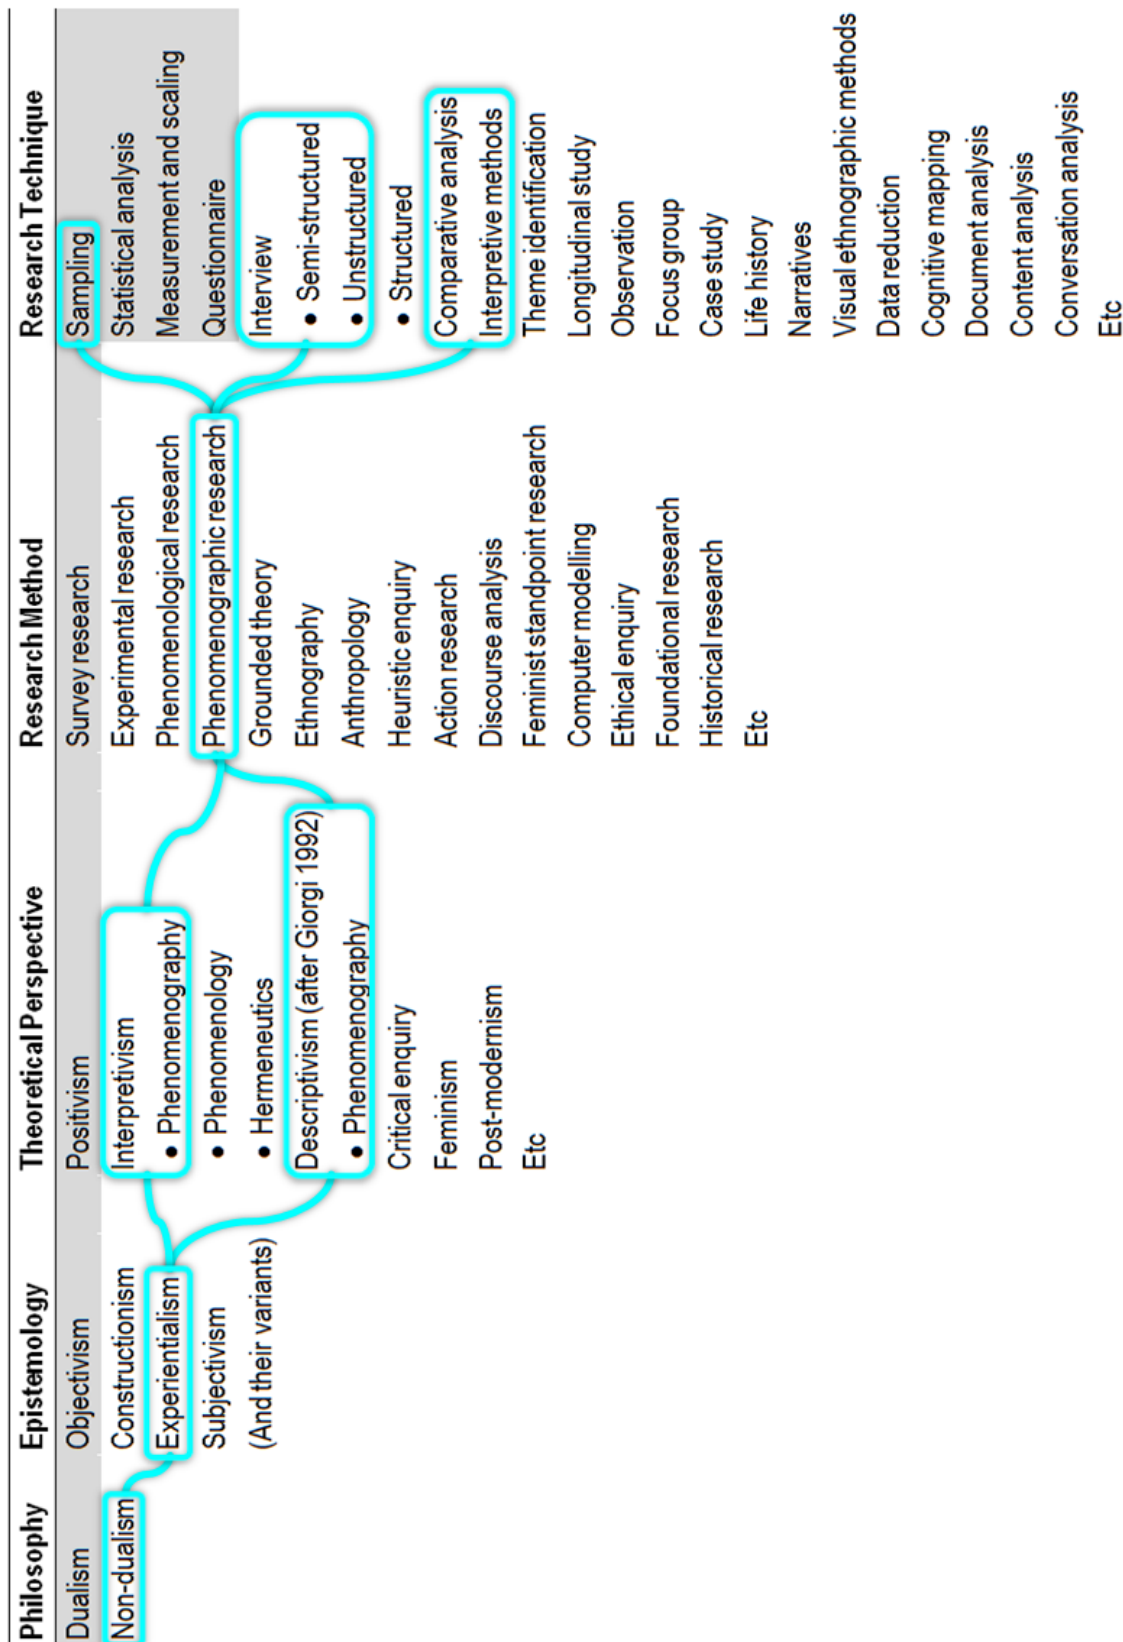 Philosophy
Dualism
Non-dualism
Epistemology
Objectivism
Constructionism
Experientialism
Subjectivism
(And their variants)
Theoretical Perspective
Positivism
Interpretivism
• Phenomenography
• Phenomenology
• Hermeneutics
Descriptivism (after Giorgi 1992)
• Phenomenography
Critical enquiry
Feminism
Post-modernism
Etc
Research Method
Survey research
Experimental research
Phenomenological research
Phenomenographic research
Grounded theory
Ethnography
Anthropology
Heuristic enquiry
Action research
Discourse analysis
Feminist standpoint research
Computer modelling
Ethical enquiry
Foundational research
Historical research
Etc
Research Technique
Sampling
Statistical analysis
Measurement and scaling
Questionnaire
Interview
• Semi-structured
• Unstructured
• Structured
Comparative analysis
Interpretive methods
Theme identification
Longitudinal study
Observation
Focus group
Case study
Life history
Narratives
Visual ethnographic methods
Data reduction
Cognitive mapping
Document analysis
Content analysis
Conversation analysis
Etc